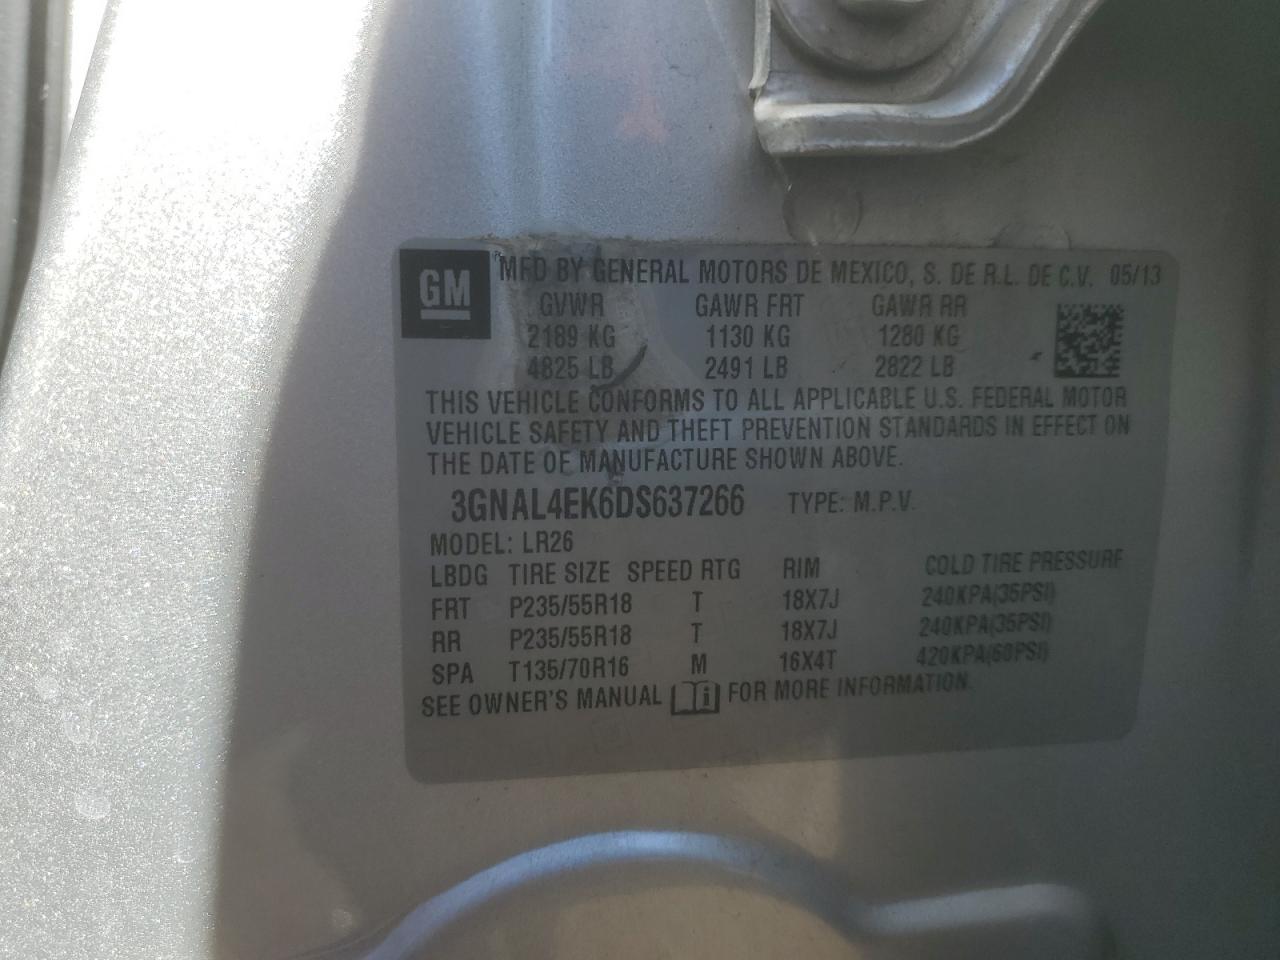 GM
MFD BY GENERAL MOTORS DE MEXICO, S. DE R.L. DE C.V. 05/13
GVWR GAWR FRT GAWR RR
2189 KG 1130 KG 1280 KG
4825 LB 2491 LB 2822 LB
THIS VEHICLE CONFORMS TO ALL APPLICABLE U.S. FEDERAL MOTOR
VEHICLE SAFETY AND THEFT PREVENTION STANDARDS IN EFFECT ON
THE DATE OF MANUFACTURE SHOWN ABOVE.
3GNAL4EK6DS637266 TYPE: M.P.V.
MODEL: LR26
LBDG TIRE SIZE SPEED RTG RIM COLD TIRE PRESSURE
FRT P235/55R18 T 18X7J 240KPA(35PSI)
RR P235/55R18 T 18X7J 240KPA(35PSI)
SPA T135/70R16 M 16X4T 420KPA(60PSI)
SEE OWNER'S MANUAL i FOR MORE INFORMATION.